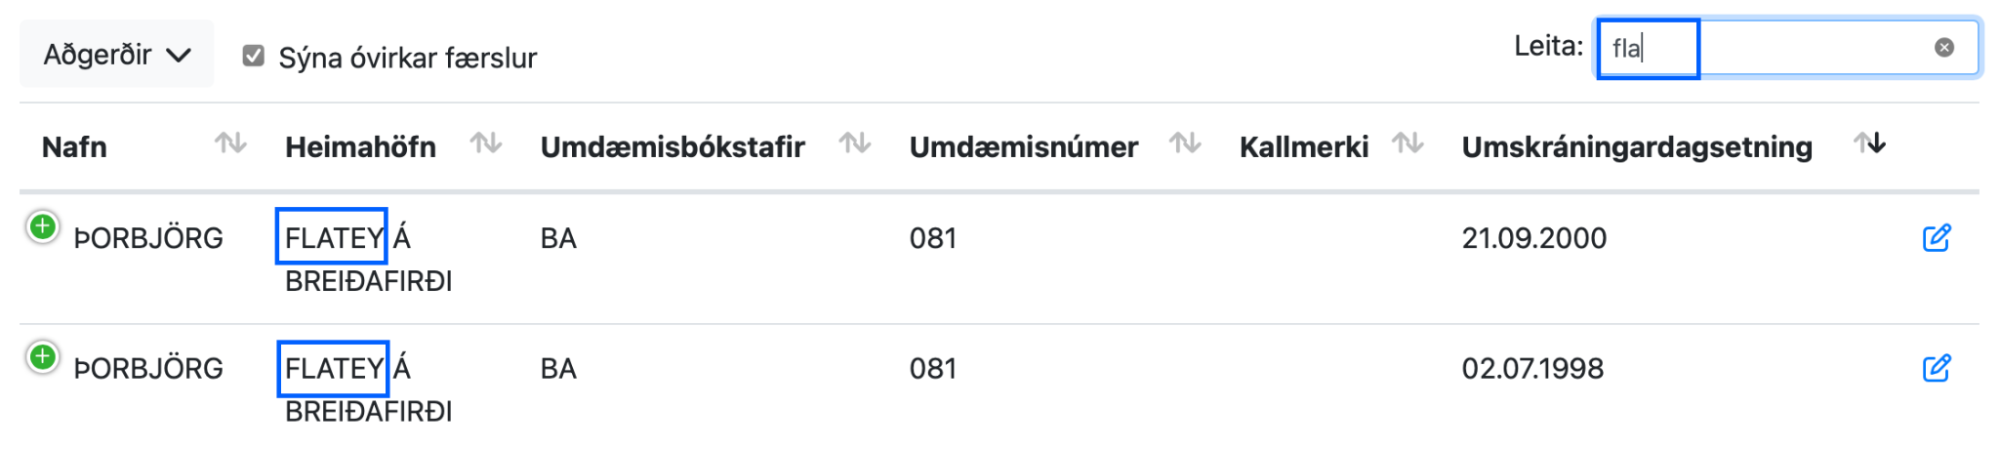 Aðgerðir
Sýna óvirkar færslur
Leita: fla
Nafn Heimahöfn Umdæmisbókstafir Umdæmisnúmer Kallmerki Umskráningardagsetning
ÞORBJÖRG FLATEY Á BA 081 21.09.2000
BREIÐAFIRÐI
ÞORBJÖRG FLATEY Á BA 081 02.07.1998
BREIÐAFIRÐI